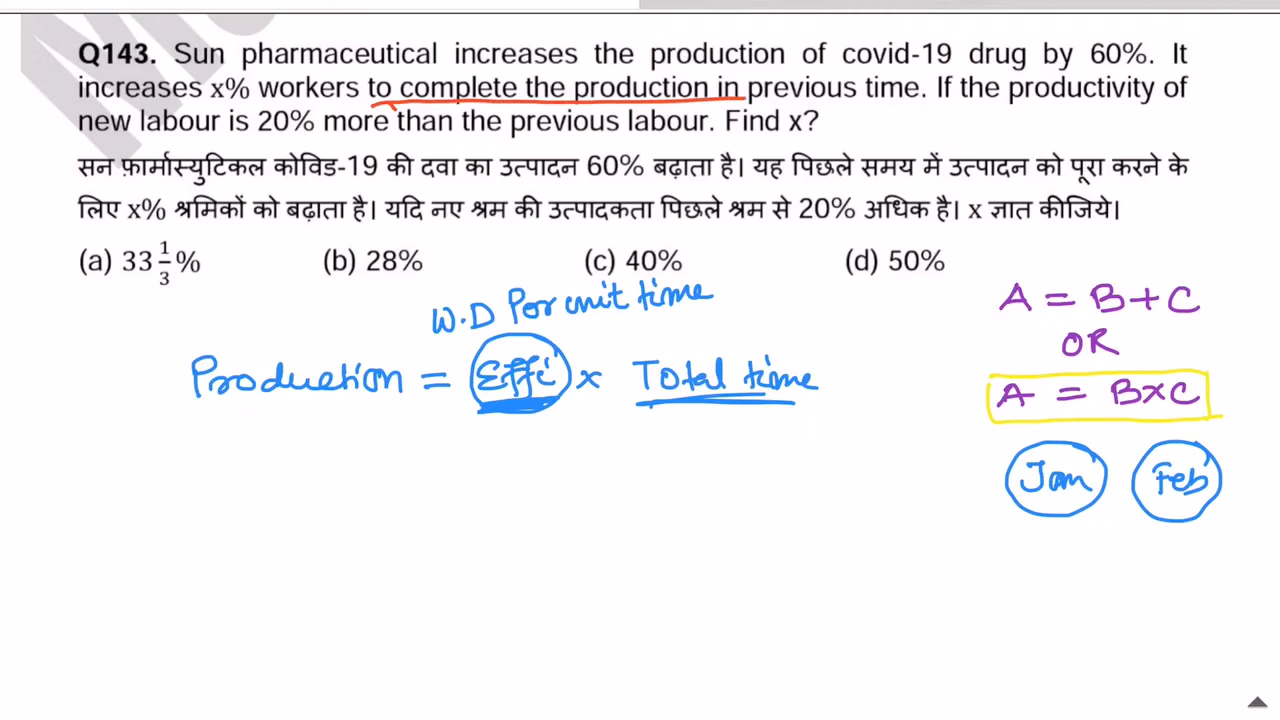 Q143. Sun pharmaceutical increases the production of covid-19 drug by 60%. It
increases x% workers to complete the production in previous time. If the productivity of
new labour is 20% more than the previous labour. Find x?
सन फ़ार्मास्युटिकल कोविड-19 की दवा का उत्पादन 60% बढ़ाता है। यह पिछले समय में उत्पादन को पूरा करने के
लिए x% श्रमिकों को बढ़ाता है। यदि नए श्रम की उत्पादकता पिछले श्रम से 20% अधिक है। x ज्ञात कीजिये।
(a) 33 1/3% (b) 28% (c) 40% (d) 50%
W.D Per unit time
Production = Effi × Total time
A = B + C
OR
A = B×C
Jan Feb